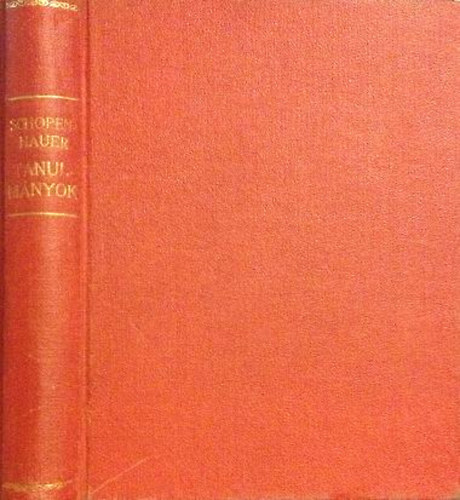 SCHOPEN-
HAUER
TANUL-
MÁNYOK